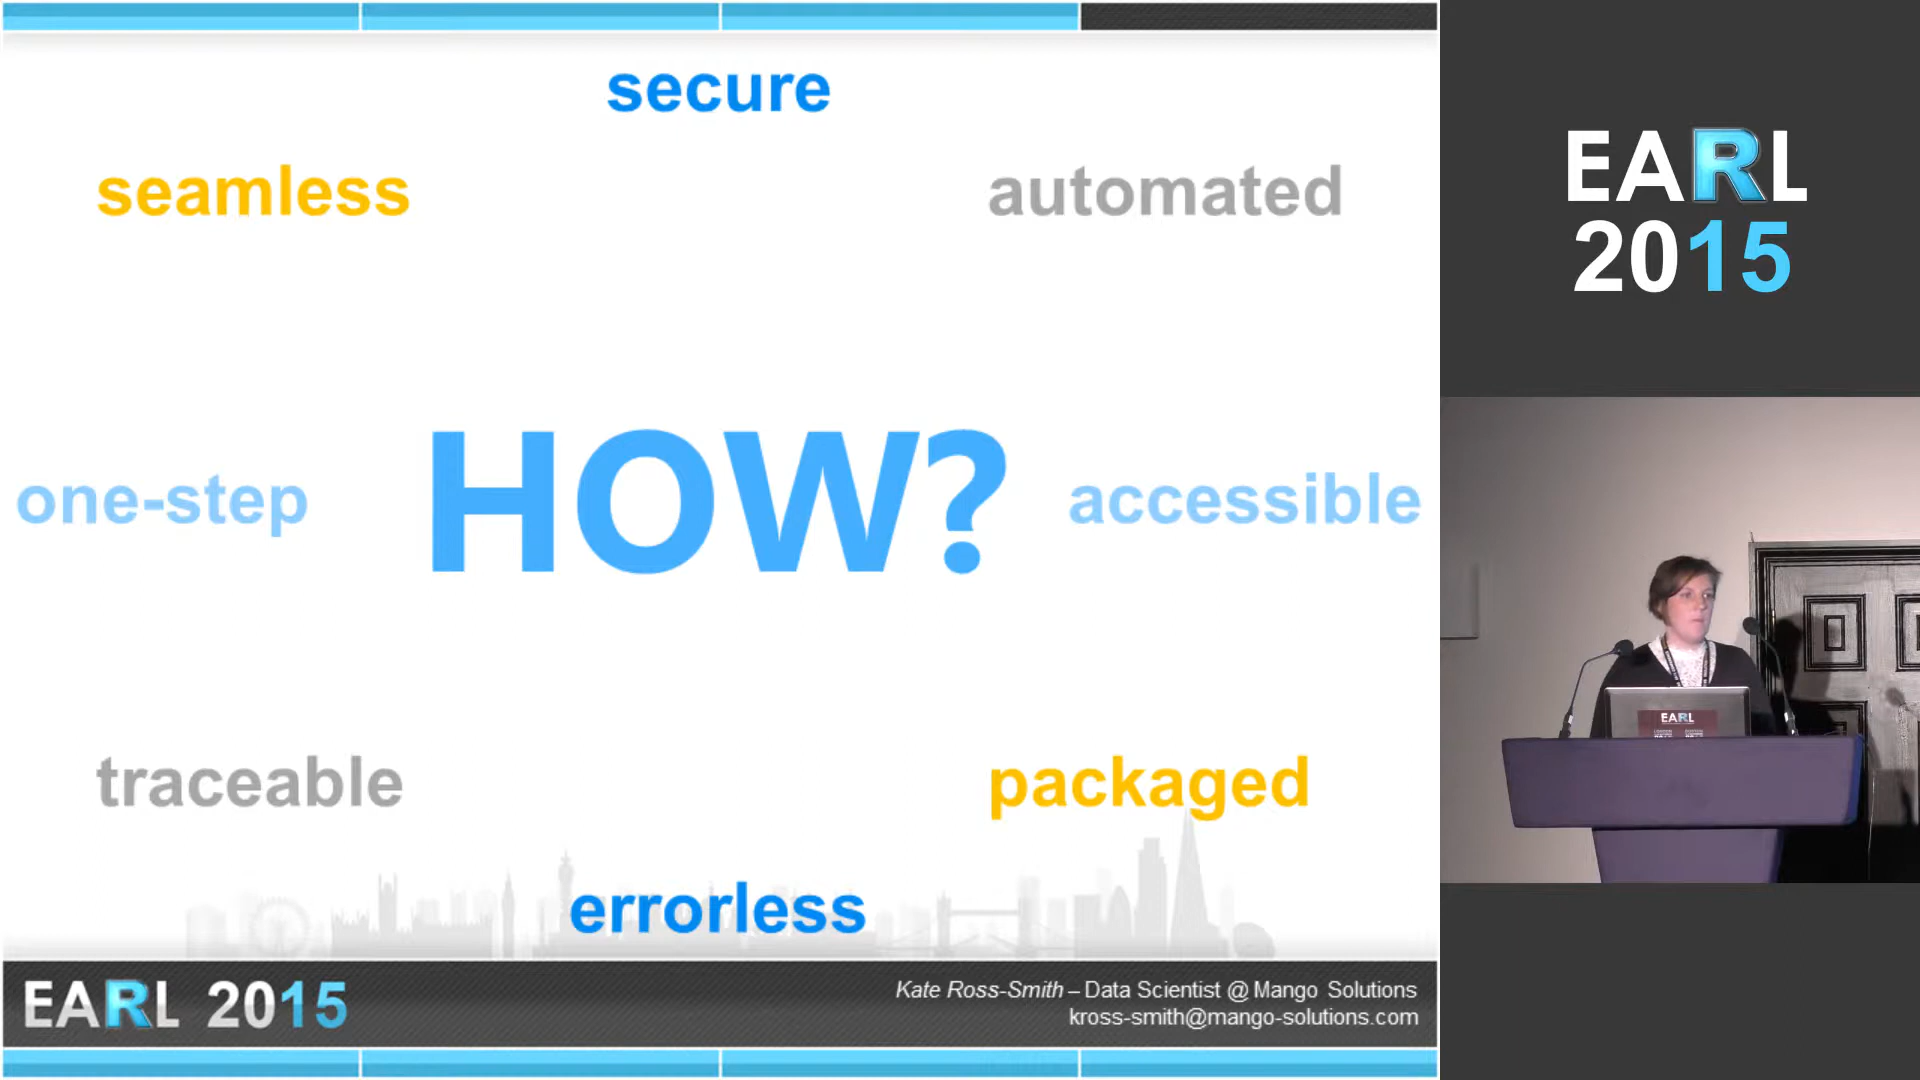 secure
seamless
automated
one-step
HOW?
accessible
traceable
packaged
errorless
EARL 2015
Kate Ross-Smith – Data Scientist @ Mango Solutions
kross-smith@mango-solutions.com
EARL
2015
EARL